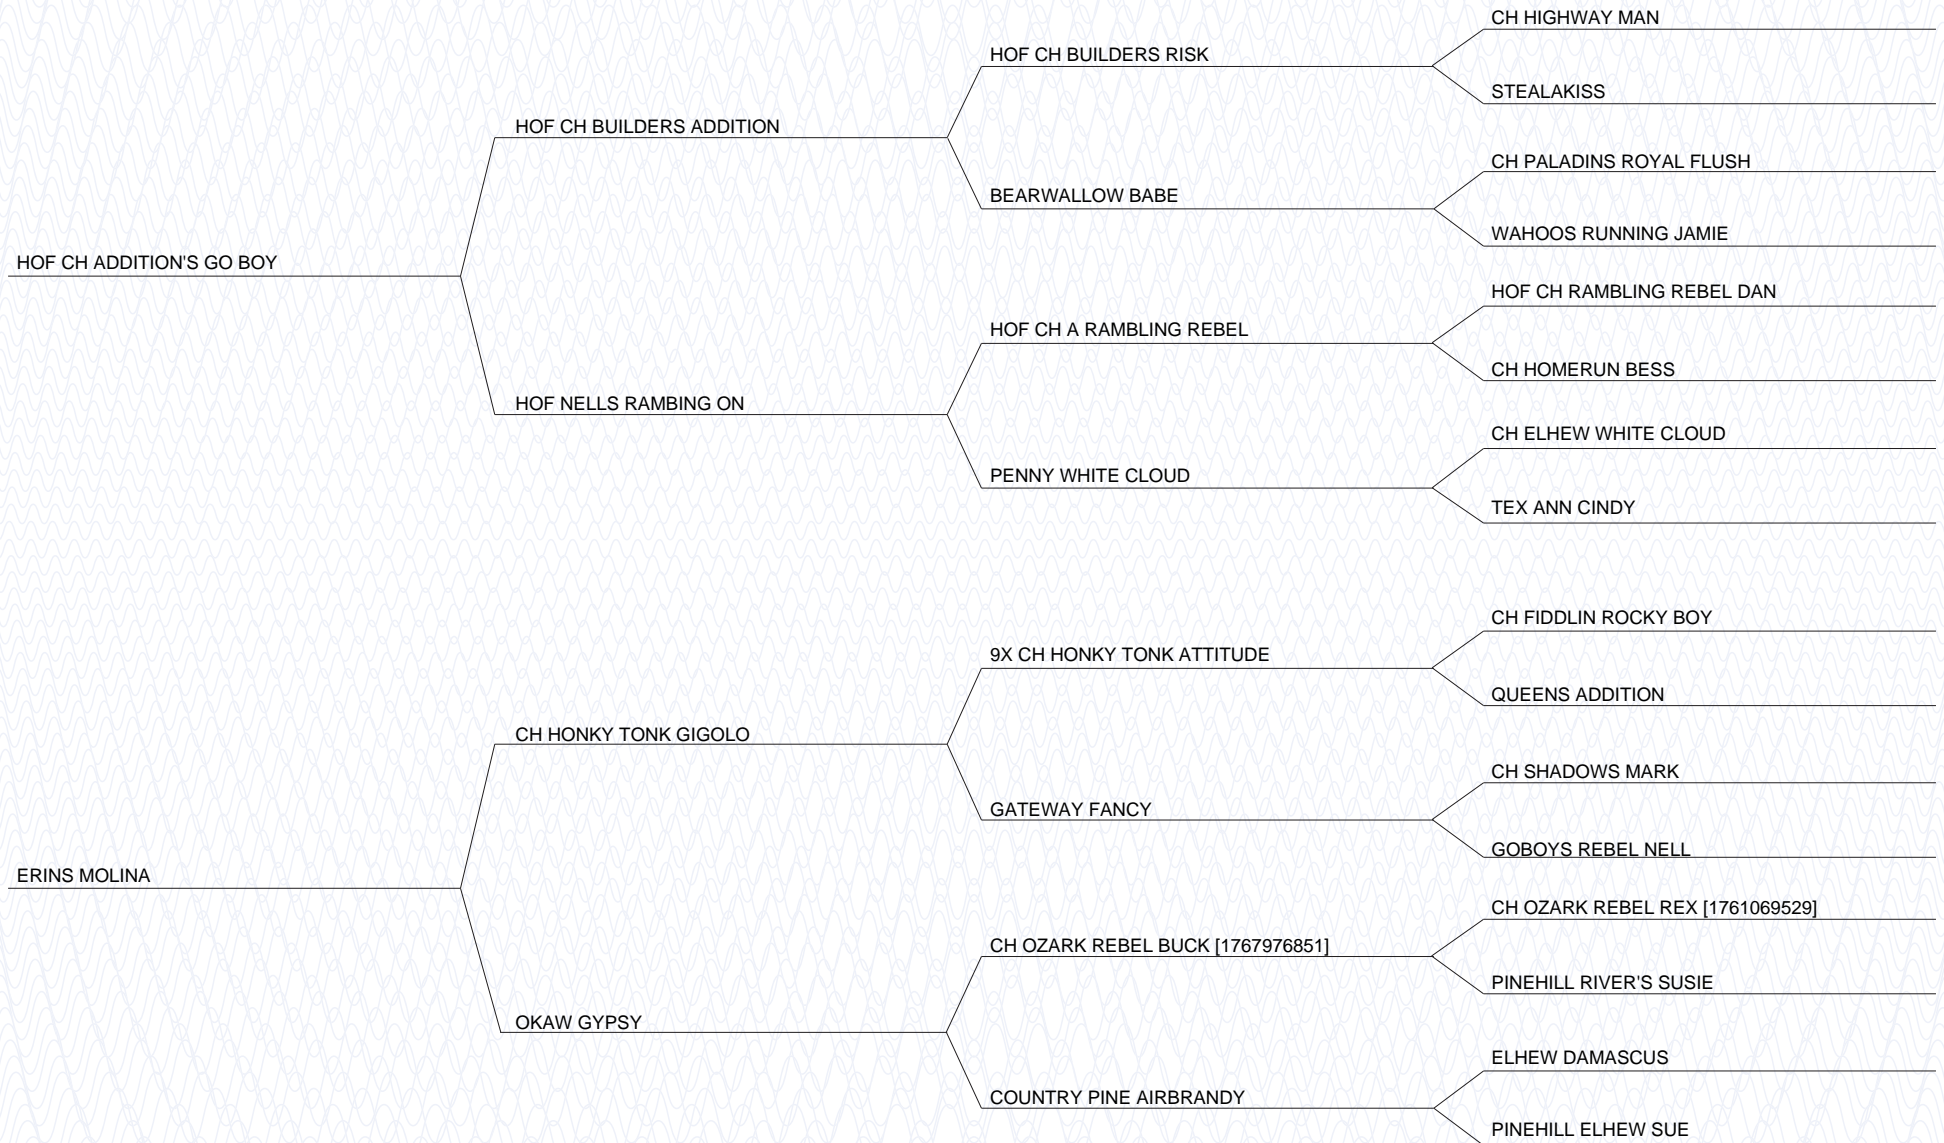 CH HIGHWAY MAN
HOF CH BUILDERS RISK
STEALAKISS
HOF CH BUILDERS ADDITION
CH PALADINS ROYAL FLUSH
BEARWALLOW BABE
WAHOOS RUNNING JAMIE
HOF CH ADDITION'S GO BOY
HOF CH RAMBLING REBEL DAN
HOF CH A RAMBLING REBEL
CH HOMERUN BESS
HOF NELLS RAMBING ON
CH ELHEW WHITE CLOUD
PENNY WHITE CLOUD
TEX ANN CINDY
CH FIDDLIN ROCKY BOY
9X CH HONKY TONK ATTITUDE
QUEENS ADDITION
CH HONKY TONK GIGOLO
CH SHADOWS MARK
GATEWAY FANCY
GOBOYS REBEL NELL
ERINS MOLINA
CH OZARK REBEL REX [1761069529]
CH OZARK REBEL BUCK [1767976851]
PINEHILL RIVER'S SUSIE
OKAW GYPSY
ELHEW DAMASCUS
COUNTRY PINE AIRBRANDY
PINEHILL ELHEW SUE